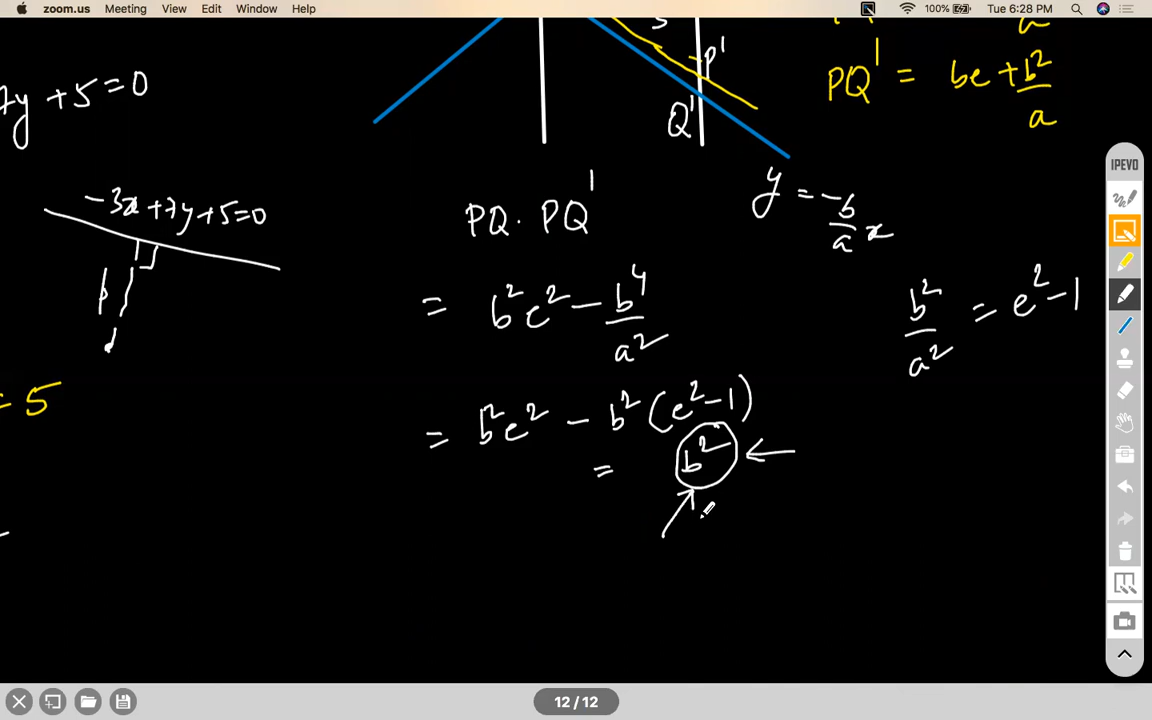 zoom.us Meeting View Edit Window Help 100% Tue 6:28 PM
a
S
P'
PQ' = be + b²/a
7y + 5 = 0
Q'
-3x + 7y + 5 = 0
PQ · PQ'
y = -b/a x
p
= b²e² - b⁴/a²
b²/a² = e² - 1
= 5
= b²e² - b²(e² - 1)
= b²
IPEVO
12 / 12